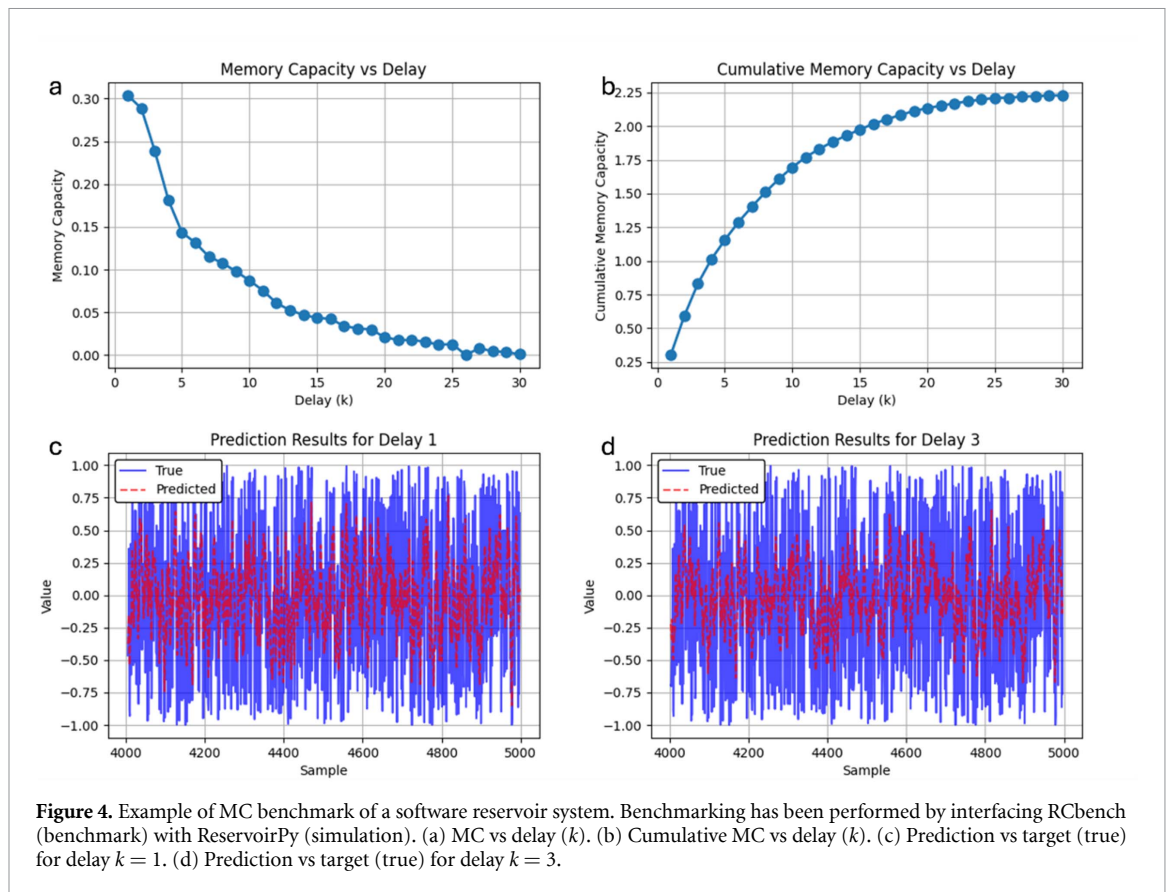 a
Memory Capacity vs Delay
0.30
0.25
0.20
0.15
0.10
0.05
0.00
Memory Capacity
0 5 10 15 20 25 30
Delay (k)
b
Cumulative Memory Capacity vs Delay
2.25
2.00
1.75
1.50
1.25
1.00
0.75
0.50
0.25
Cumulative Memory Capacity
0 5 10 15 20 25 30
Delay (k)
c
Prediction Results for Delay 1
True
Predicted
1.00
0.75
0.50
0.25
0.00
−0.25
−0.50
−0.75
−1.00
Value
4000 4200 4400 4600 4800 5000
Sample
d
Prediction Results for Delay 3
True
Predicted
1.00
0.75
0.50
0.25
0.00
−0.25
−0.50
−0.75
−1.00
Value
4000 4200 4400 4600 4800 5000
Sample
Figure 4. Example of MC benchmark of a software reservoir system. Benchmarking has been performed by interfacing RCbench
(benchmark) with ReservoirPy (simulation). (a) MC vs delay (k). (b) Cumulative MC vs delay (k). (c) Prediction vs target (true)
for delay k = 1. (d) Prediction vs target (true) for delay k = 3.